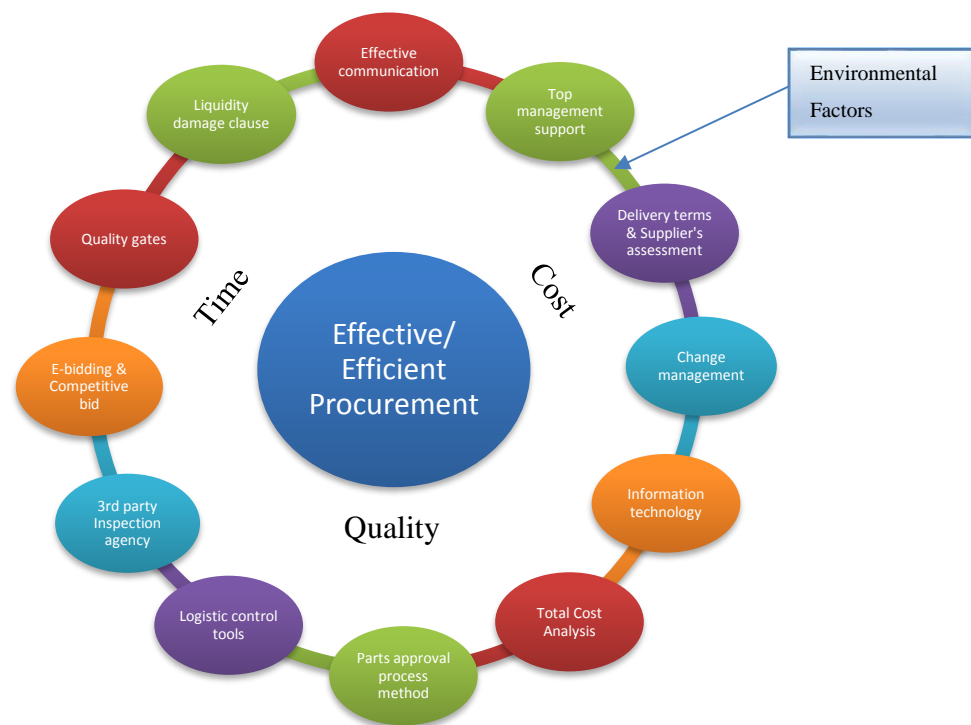 Effective
communication
Top
management
support
Environmental
Factors
Delivery terms
& Supplier's
assessment
Change
management
Information
technology
Total Cost
Analysis
Parts approval
process
method
Logistic control
tools
3rd party
Inspection
agency
E-bidding &
Competitive
bid
Quality gates
Liquidity
damage clause
Time
Cost
Quality
Effective/
Efficient
Procurement